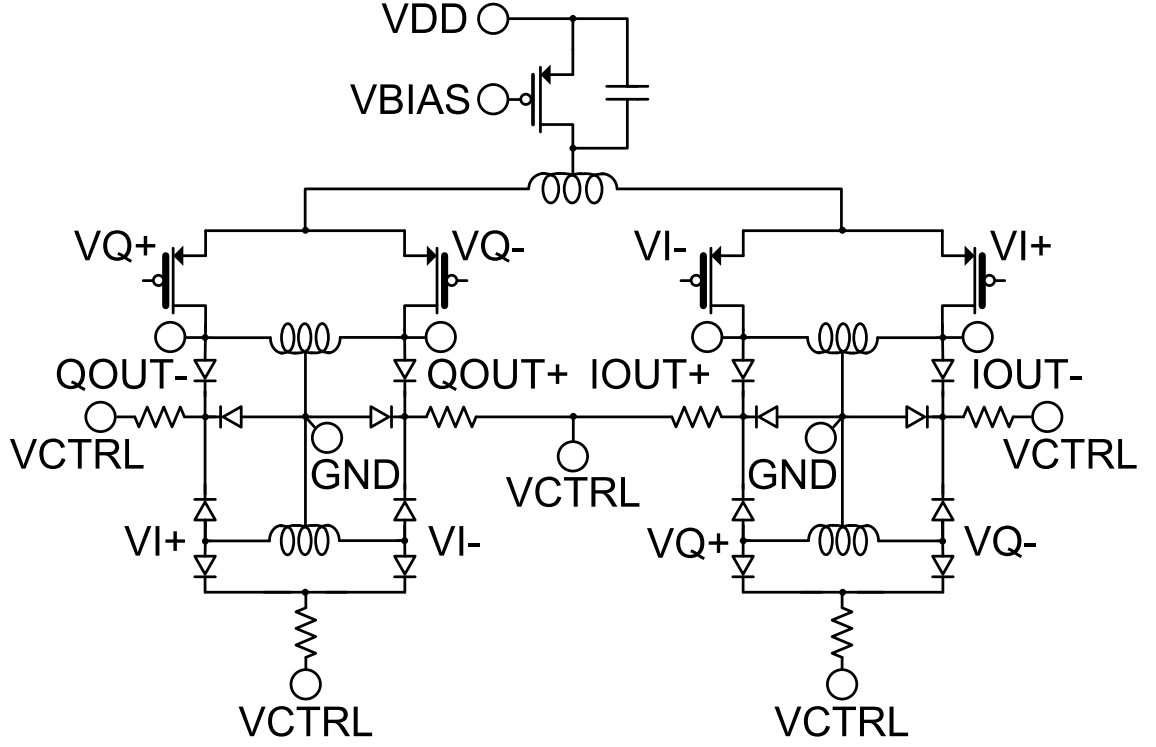 VDD
VBIAS
VQ+ VQ- VI- VI+
QOUT- QOUT+ IOUT+ IOUT-
VCTRL GND VCTRL GND VCTRL
VI+ VI- VQ+ VQ-
VCTRL VCTRL